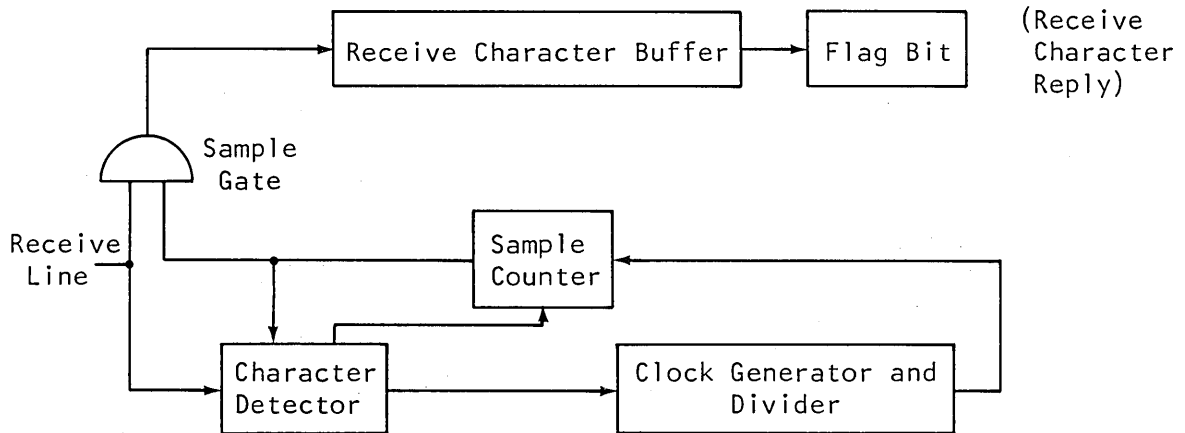 Receive Character Buffer
Flag Bit
(Receive
Character
Reply)
Sample
Gate
Receive
Line
Sample
Counter
Character
Detector
Clock Generator and
Divider